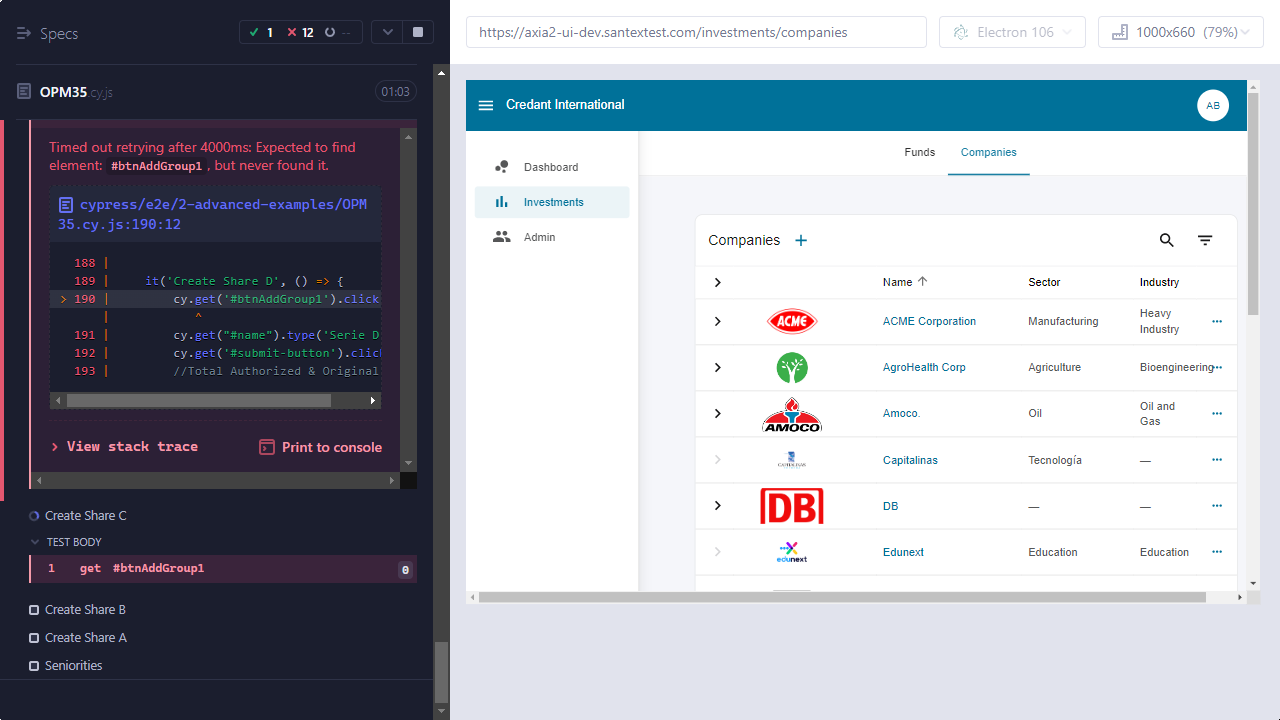 Specs
1
12
--
OPM35.cy.js
01:03
Timed out retrying after 4000ms: Expected to find
element: #btnAddGroup1, but never found it.
cypress/e2e/2-advanced-examples/OPM
35.cy.js:190:12
188 |
189 |     it('Create Share D', () => {
> 190 |         cy.get('#btnAddGroup1').click
|            ^
191 |         cy.get("#name").type('Serie D
192 |         cy.get('#submit-button').click
193 |         //Total Authorized & Original
> View stack trace
Print to console
Create Share C
TEST BODY
1 get #btnAddGroup1 0
Create Share B
Create Share A
Seniorities
https://axia2-ui-dev.santextest.com/investments/companies
Electron 106
1000x660 (79%)
Credant International
AB
Dashboard
Investments
Admin
Funds
Companies
Companies +
Name
Sector
Industry
ACME
ACME Corporation
Manufacturing
Heavy
Industry
AgroHealth Corp
Agriculture
Bioengineering
AMOCO
Amoco.
Oil
Oil and
Gas
CAPITALINAS
Capitalinas
Tecnología
—
DB
DB
—
—
edunext
Edunext
Education
Education